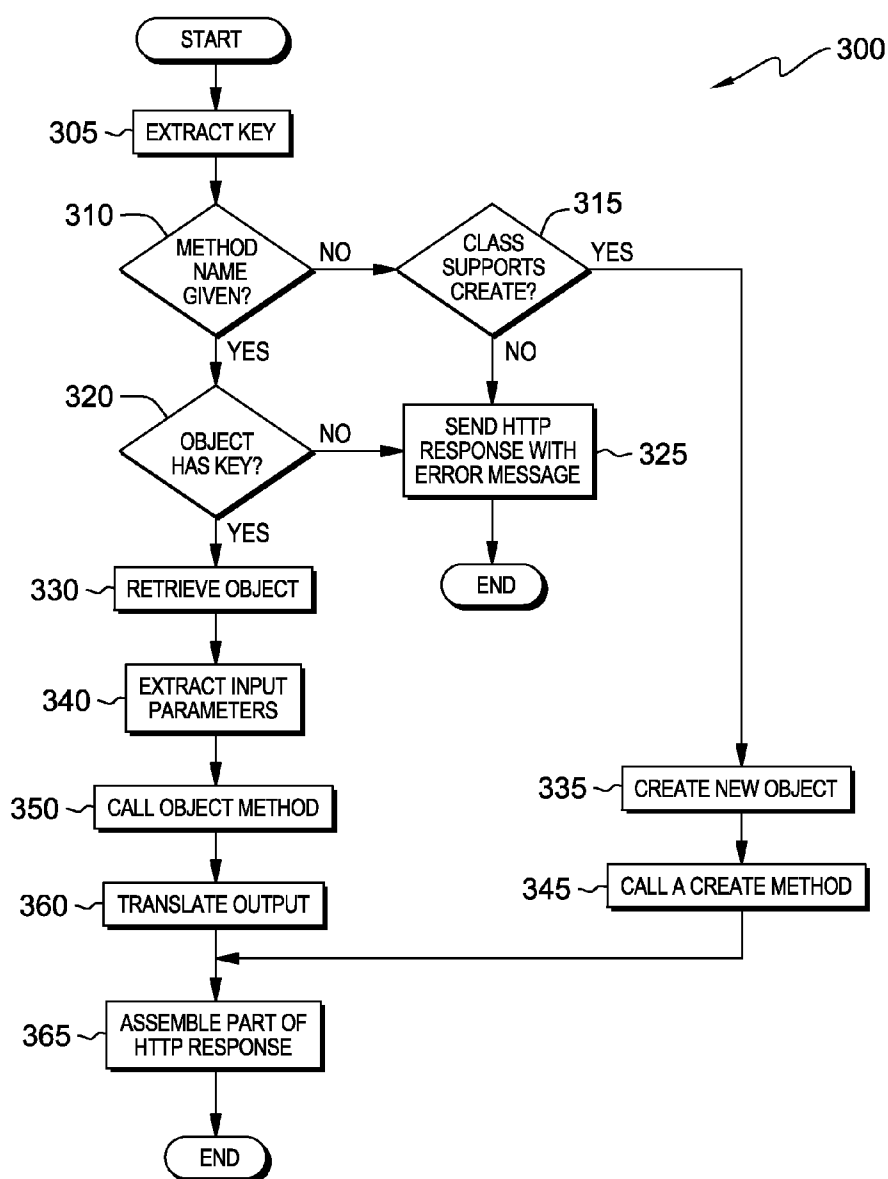 START
300
305
EXTRACT KEY
310
METHOD
NAME
GIVEN?
NO
315
CLASS
SUPPORTS
CREATE?
YES
YES
NO
320
OBJECT
HAS KEY?
NO
SEND HTTP
RESPONSE WITH
ERROR MESSAGE
325
YES
END
330
RETRIEVE OBJECT
340
EXTRACT INPUT
PARAMETERS
350
CALL OBJECT METHOD
335
CREATE NEW OBJECT
360
TRANSLATE OUTPUT
345
CALL A CREATE METHOD
365
ASSEMBLE PART OF
HTTP RESPONSE
END